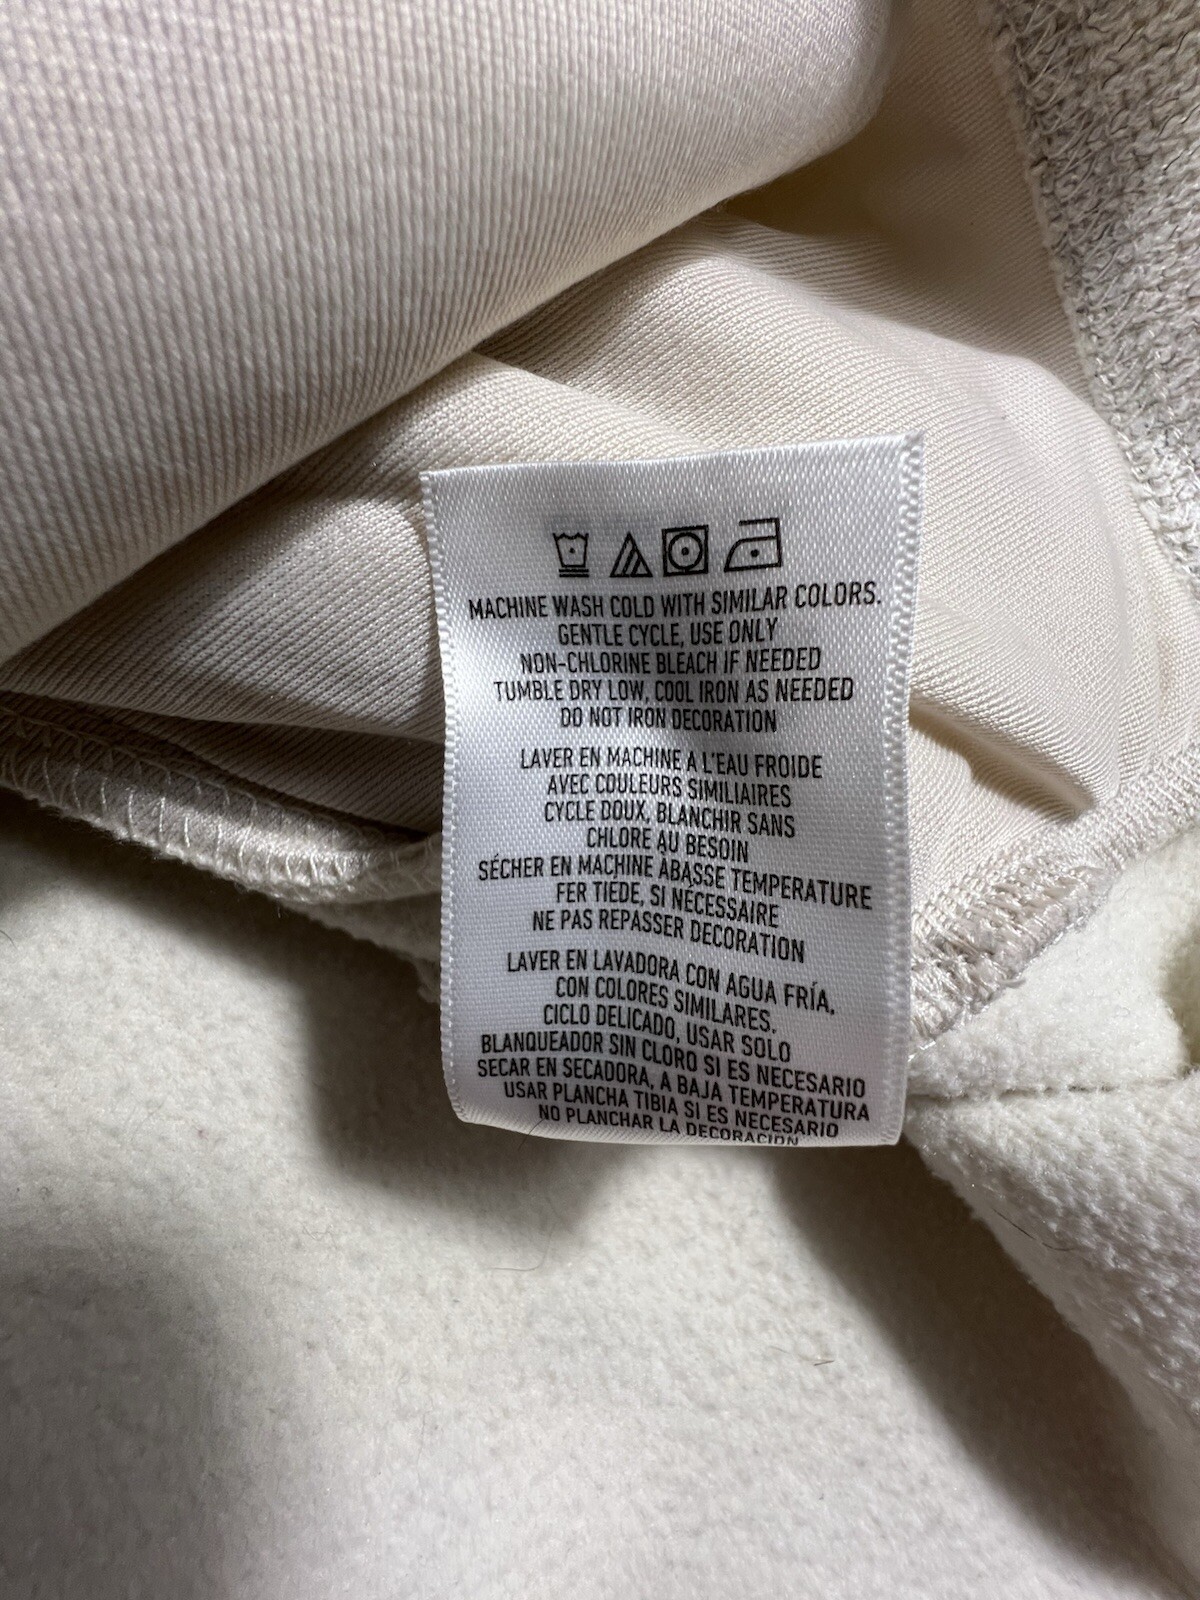 MACHINE WASH COLD WITH SIMILAR COLORS.
GENTLE CYCLE, USE ONLY
NON-CHLORINE BLEACH IF NEEDED
TUMBLE DRY LOW, COOL IRON AS NEEDED
DO NOT IRON DECORATION
LAVER EN MACHINE A L'EAU FROIDE
AVEC COULEURS SIMILIAIRES
CYCLE DOUX, BLANCHIR SANS
CHLORE AU BESOIN
SÉCHER EN MACHINE ABASSE TEMPERATURE
FER TIEDE, SI NÉCESSAIRE
NE PAS REPASSER DECORATION
LAVER EN LAVADORA CON AGUA FRÍA,
CON COLORES SIMILARES.
CICLO DELICADO, USAR SOLO
BLANQUEADOR SIN CLORO SI ES NECESARIO
SECAR EN SECADORA, A BAJA TEMPERATURA
USAR PLANCHA TIBIA SI ES NECESARIO
NO PLANCHAR LA DECORACION